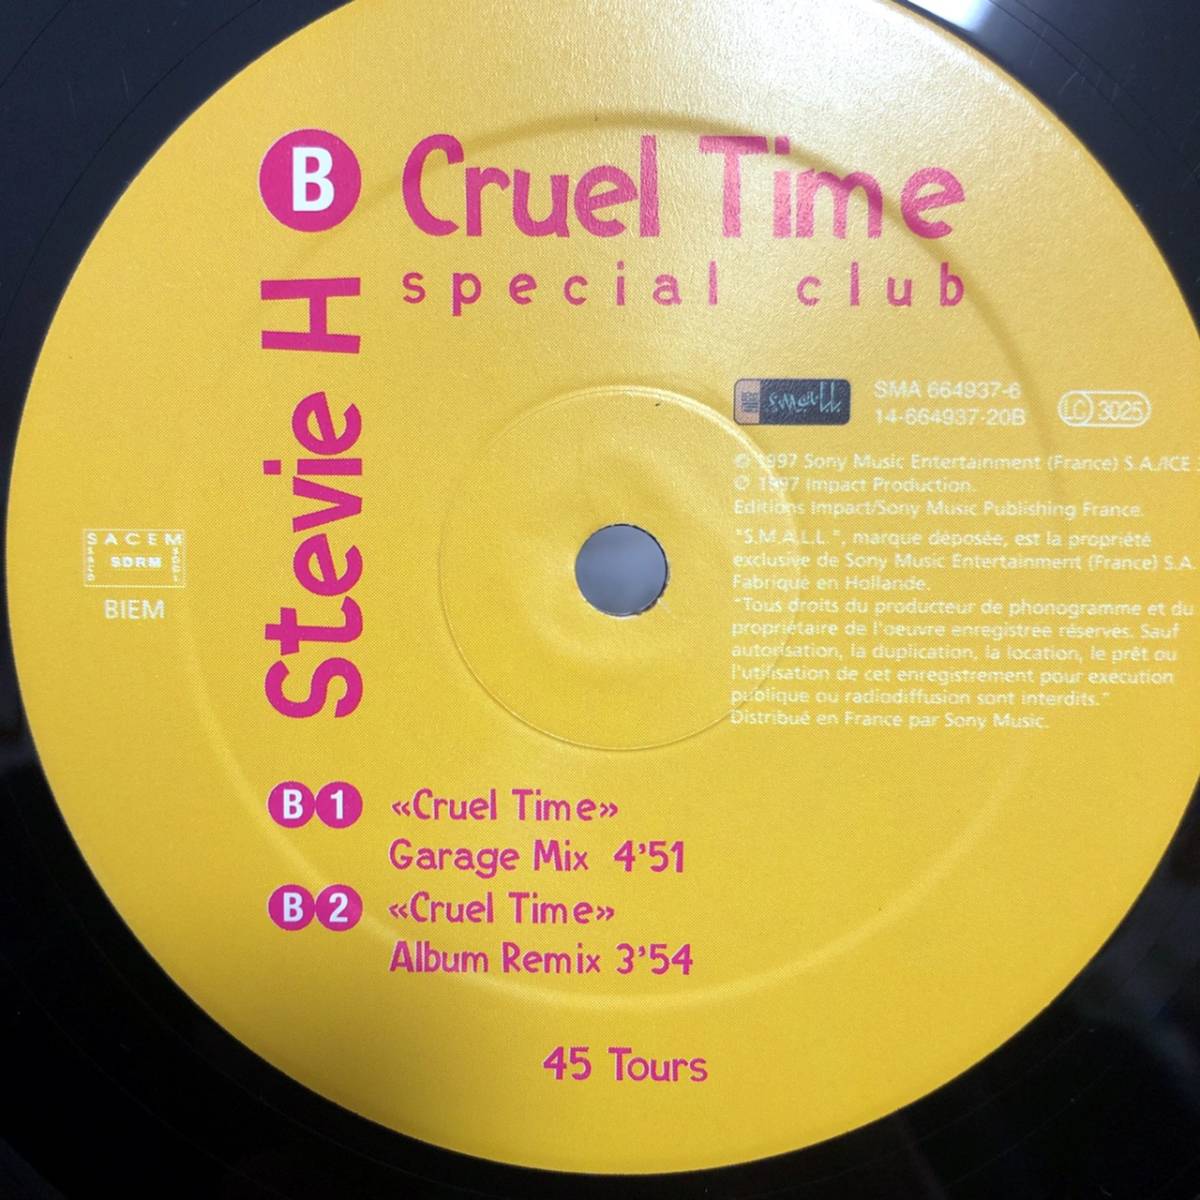 B
Cruel Time
special club
Stevie H
small
SMA 664937-6
14-664937-20B
LC 3025
© 1997 Sony Music Entertainment (France) S.A./ICE
℗ 1997 Impact Production.
Editions Impact/Sony Music Publishing France.
"S.M.A.L.L.", marque déposée, est la propriété
exclusive de Sony Music Entertainment (France) S.A.
Fabriqué en Hollande.
"Tous droits du producteur de phonogramme et du
propriétaire de l'oeuvre enregistree réservés. Sauf
autorisation, la duplication, la location, le prêt ou
l'utilisation de cet enregistrement pour exécution
publique ou radiodiffusion sont interdits."
Distribué en France par Sony Music.
SACEM
SACD
SDRM
SGDL
BIEM
B1 «Cruel Time»
Garage Mix 4'51
B2 «Cruel Time»
Album Remix 3'54
45 Tours